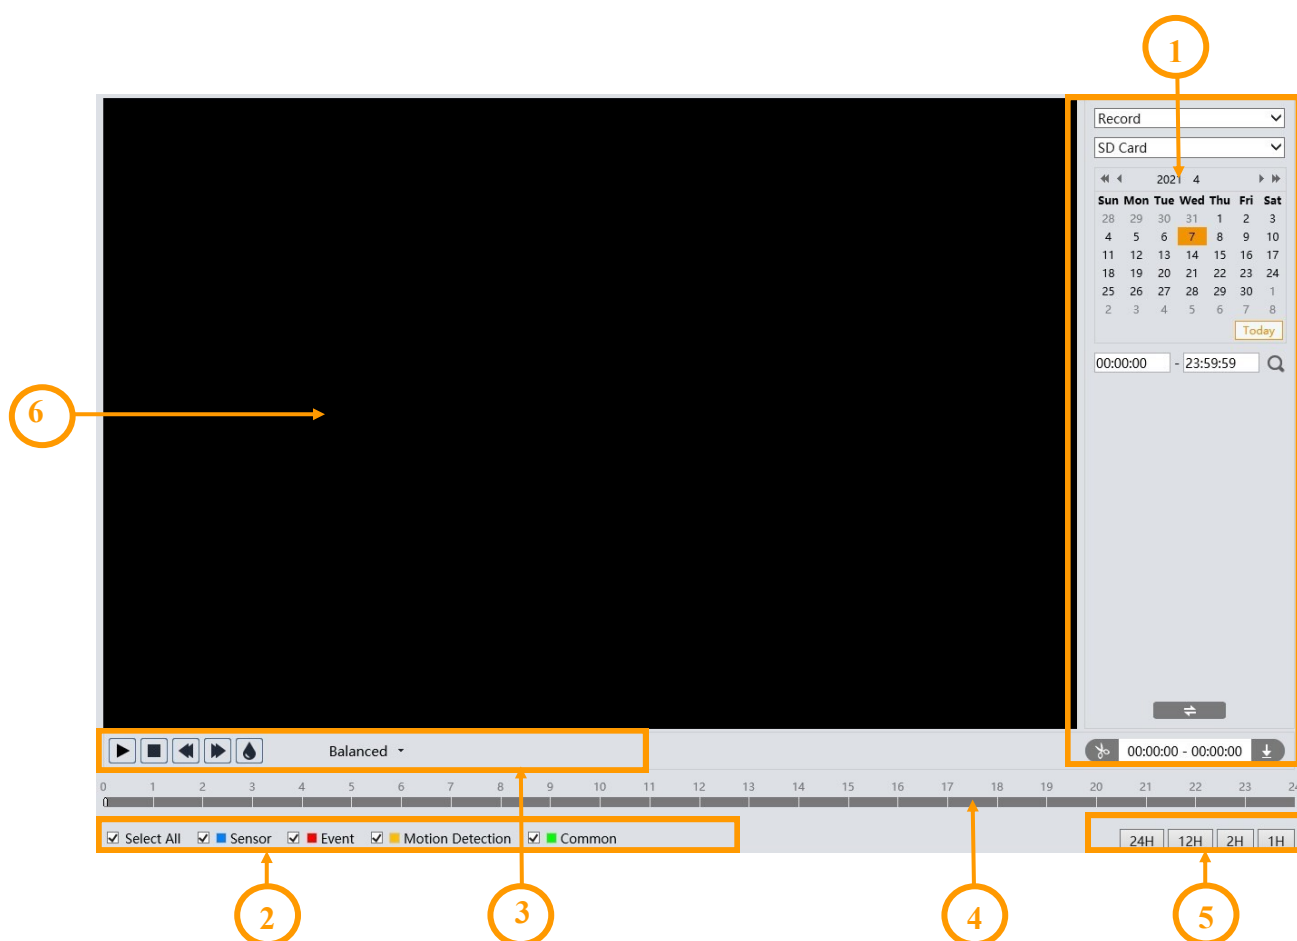 1
Record
SD Card
2021 4
Sun Mon Tue Wed Thu Fri Sat
28 29 30 31 1 2 3
4 5 6 7 8 9 10
11 12 13 14 15 16 17
18 19 20 21 22 23 24
25 26 27 28 29 30 1
2 3 4 5 6 7 8
Today
00:00:00 - 23:59:59
6
Balanced
00:00:00 - 00:00:00
0 1 2 3 4 5 6 7 8 9 10 11 12 13 14 15 16 17 18 19 20 21 22 23 24
Select All Sensor Event Motion Detection Common
24H 12H 2H 1H
2 3 4 5